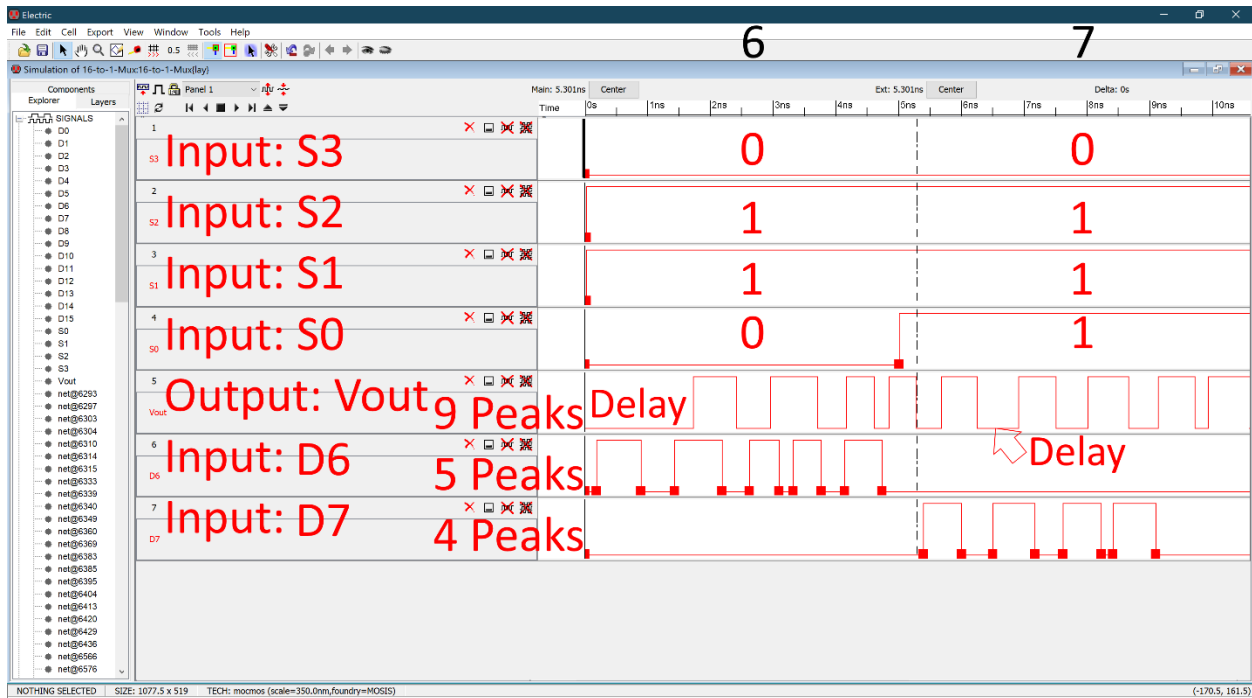 Electric
File Edit Cell Export View Window Tools Help
0.5
6 7
Simulation of 16-to-1-Mux:16-to-1-Mux{lay}
Components
Explorer Layers
Panel 1
Main: 5.301ns Center Ext: 5.301ns Center Delta: 0s
Time 0s 1ns 2ns 3ns 4ns 5ns 6ns 7ns 8ns 9ns 10ns
SIGNALS
D0
D1
D2
D3
D4
D5
D6
D7
D8
D9
D10
D11
D12
D13
D14
D15
S0
S1
S2
S3
Vout
net@6293
net@6297
net@6303
net@6304
net@6310
net@6314
net@6315
net@6333
net@6339
net@6340
net@6349
net@6360
net@6369
net@6383
net@6385
net@6395
net@6404
net@6413
net@6420
net@6429
net@6436
net@6566
net@6576
1
S3 Input: S3 0 0
2
S2 Input: S2 1 1
3
S1 Input: S1 1 1
4
S0 Input: S0 0 1
5
Vout Output: Vout 9 Peaks Delay
Delay
6
D6 Input: D6 5 Peaks
7
D7 Input: D7 4 Peaks
NOTHING SELECTED SIZE: 1077.5 x 519 TECH: mocmos (scale=350.0nm,foundry=MOSIS) (-170.5, 161.5)